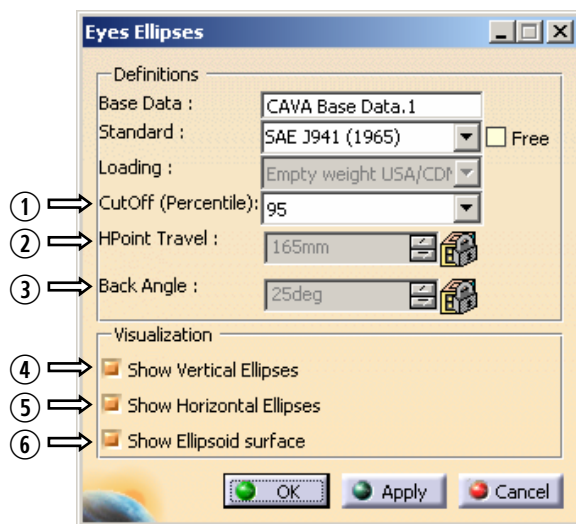 Eyes Ellipses
Definitions
Base Data : CAVA Base Data.1
Standard : SAE J941 (1965) Free
Loading : Empty weight USA/CDN
① CutOff (Percentile): 95
② HPoint Travel : 165mm
③ Back Angle : 25deg
Visualization
④ Show Vertical Ellipses
⑤ Show Horizontal Ellipses
⑥ Show Ellipsoid surface
OK Apply Cancel